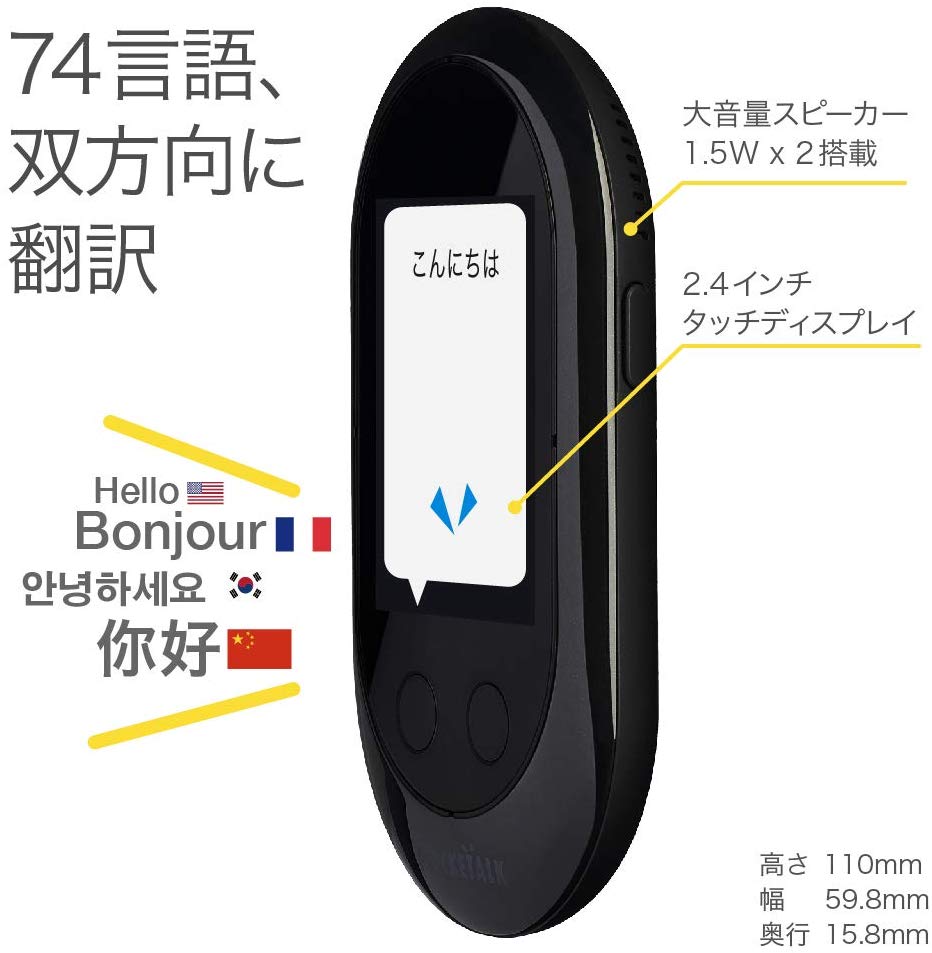 74言語、
双方向に
翻訳
大音量スピーカー
1.5W x 2搭載
2.4インチ
タッチディスプレイ
こんにちは
Hello
Bonjour
안녕하세요
你好
POCKETALK
高さ 110mm
幅 59.8mm
奥行 15.8mm